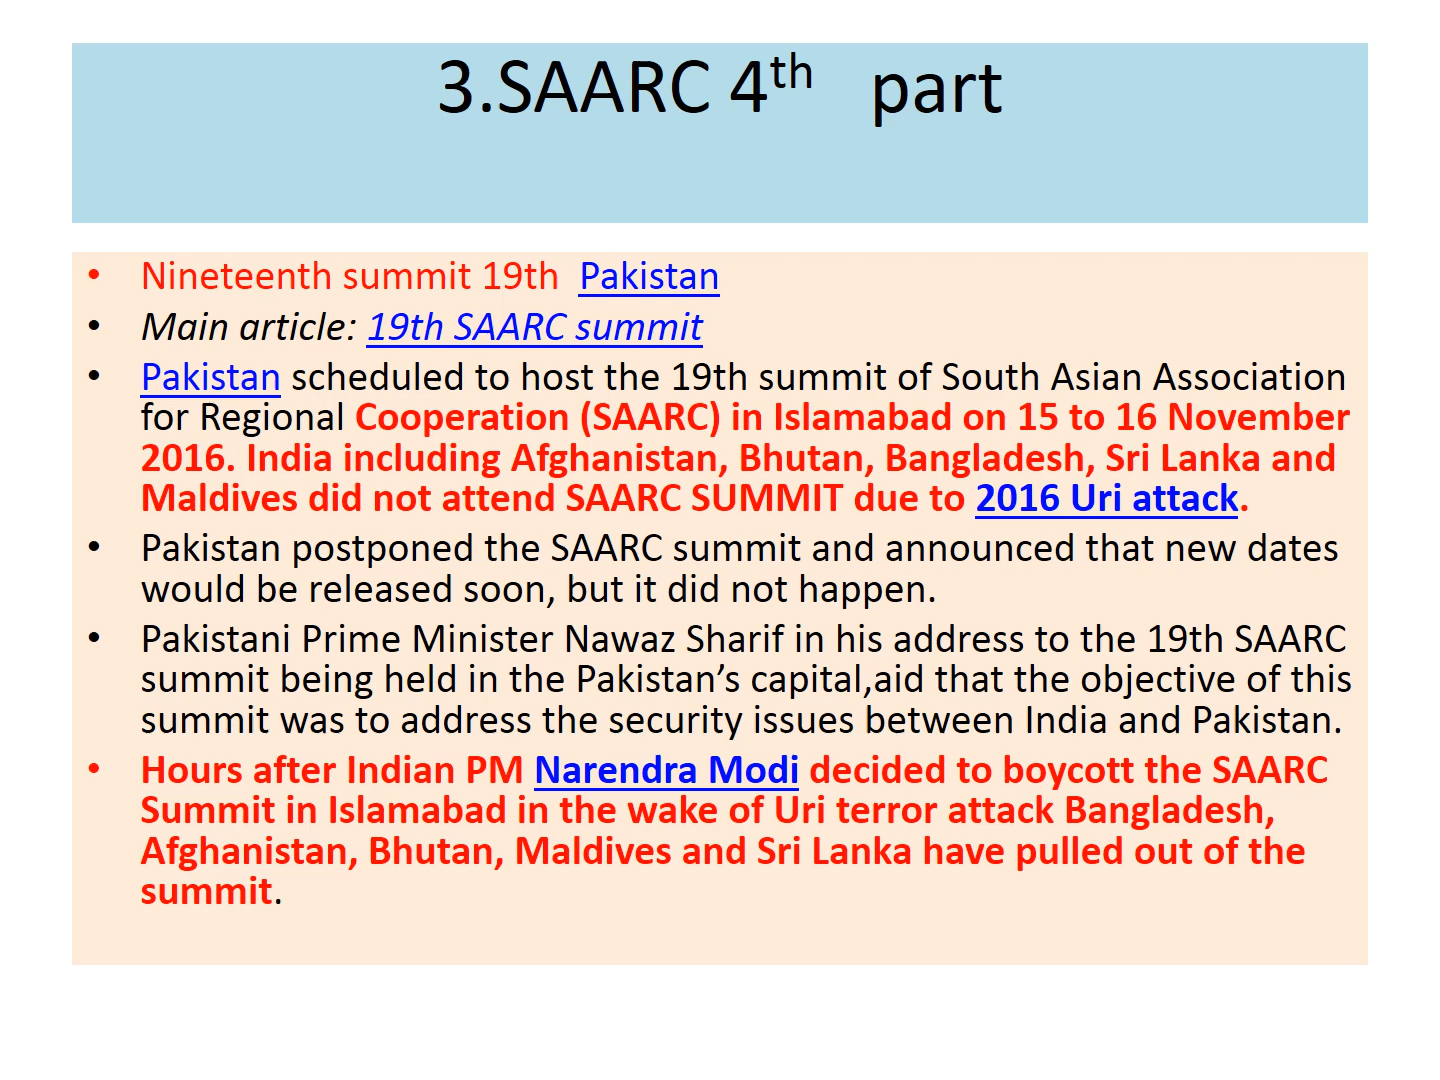 3.SAARC 4th part
• Nineteenth summit 19th Pakistan
• Main article: 19th SAARC summit
• Pakistan scheduled to host the 19th summit of South Asian Association
for Regional Cooperation (SAARC) in Islamabad on 15 to 16 November
2016. India including Afghanistan, Bhutan, Bangladesh, Sri Lanka and
Maldives did not attend SAARC SUMMIT due to 2016 Uri attack.
• Pakistan postponed the SAARC summit and announced that new dates
would be released soon, but it did not happen.
• Pakistani Prime Minister Nawaz Sharif in his address to the 19th SAARC
summit being held in the Pakistan’s capital,aid that the objective of this
summit was to address the security issues between India and Pakistan.
• Hours after Indian PM Narendra Modi decided to boycott the SAARC
Summit in Islamabad in the wake of Uri terror attack Bangladesh,
Afghanistan, Bhutan, Maldives and Sri Lanka have pulled out of the
summit.